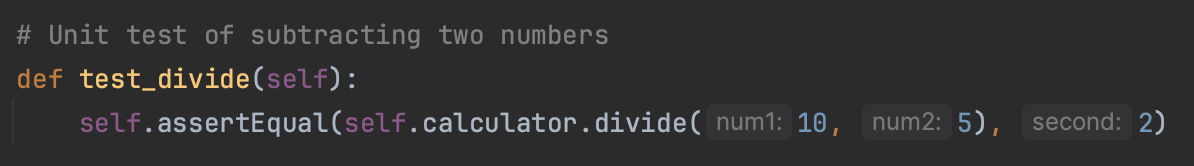 # Unit test of subtracting two numbers
def test_divide(self):
self.assertEqual(self.calculator.divide( num1: 10, num2: 5), second: 2)